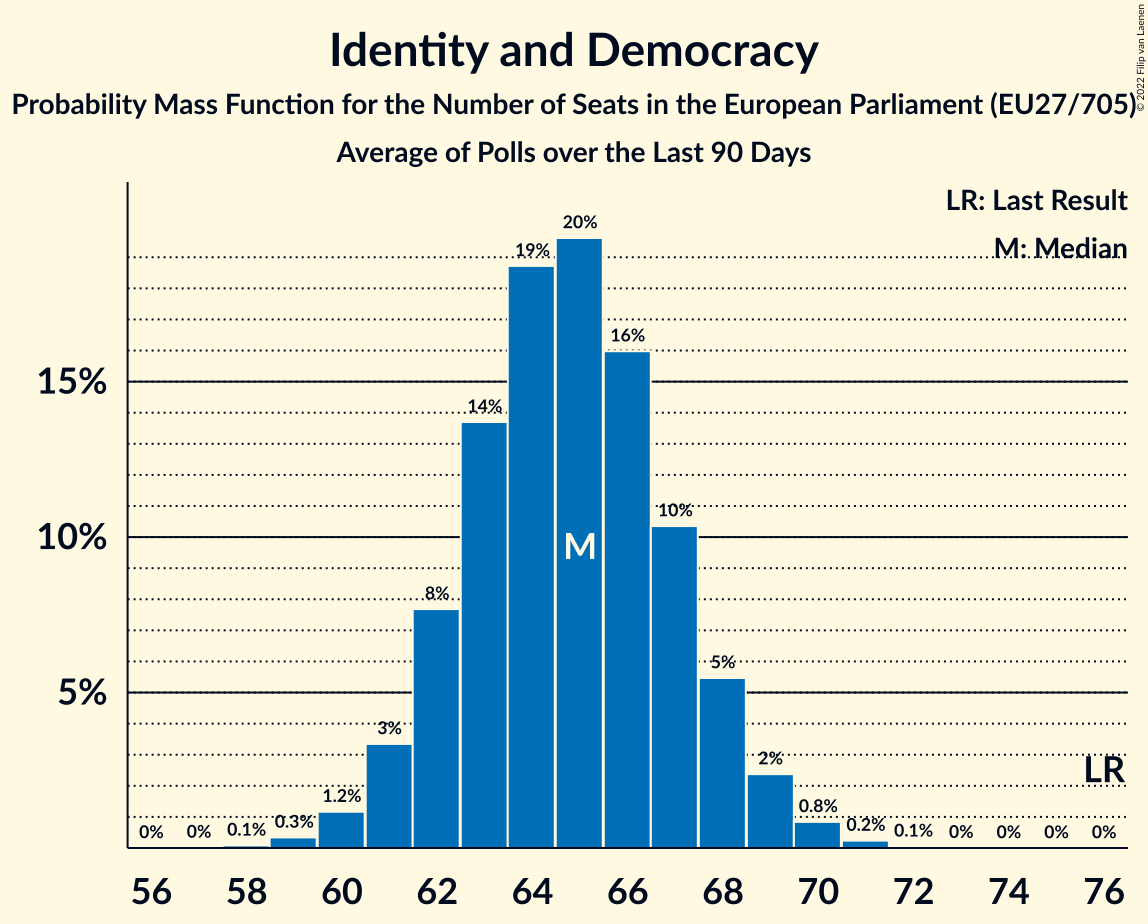 Identity and Democracy
Probability Mass Function for the Number of Seats in the European Parliament (EU27/705)
Average of Polls over the Last 90 Days
© 2022 Filip van Laenen
LR: Last Result
M: Median
20%
19%
16%
15%
14%
10%
10%
M
8%
5%
5%
3%
2%
LR
1.2%
0.8%
0% 0% 0.1% 0.3% 0.2% 0.1% 0% 0% 0% 0%
56 58 60 62 64 66 68 70 72 74 76